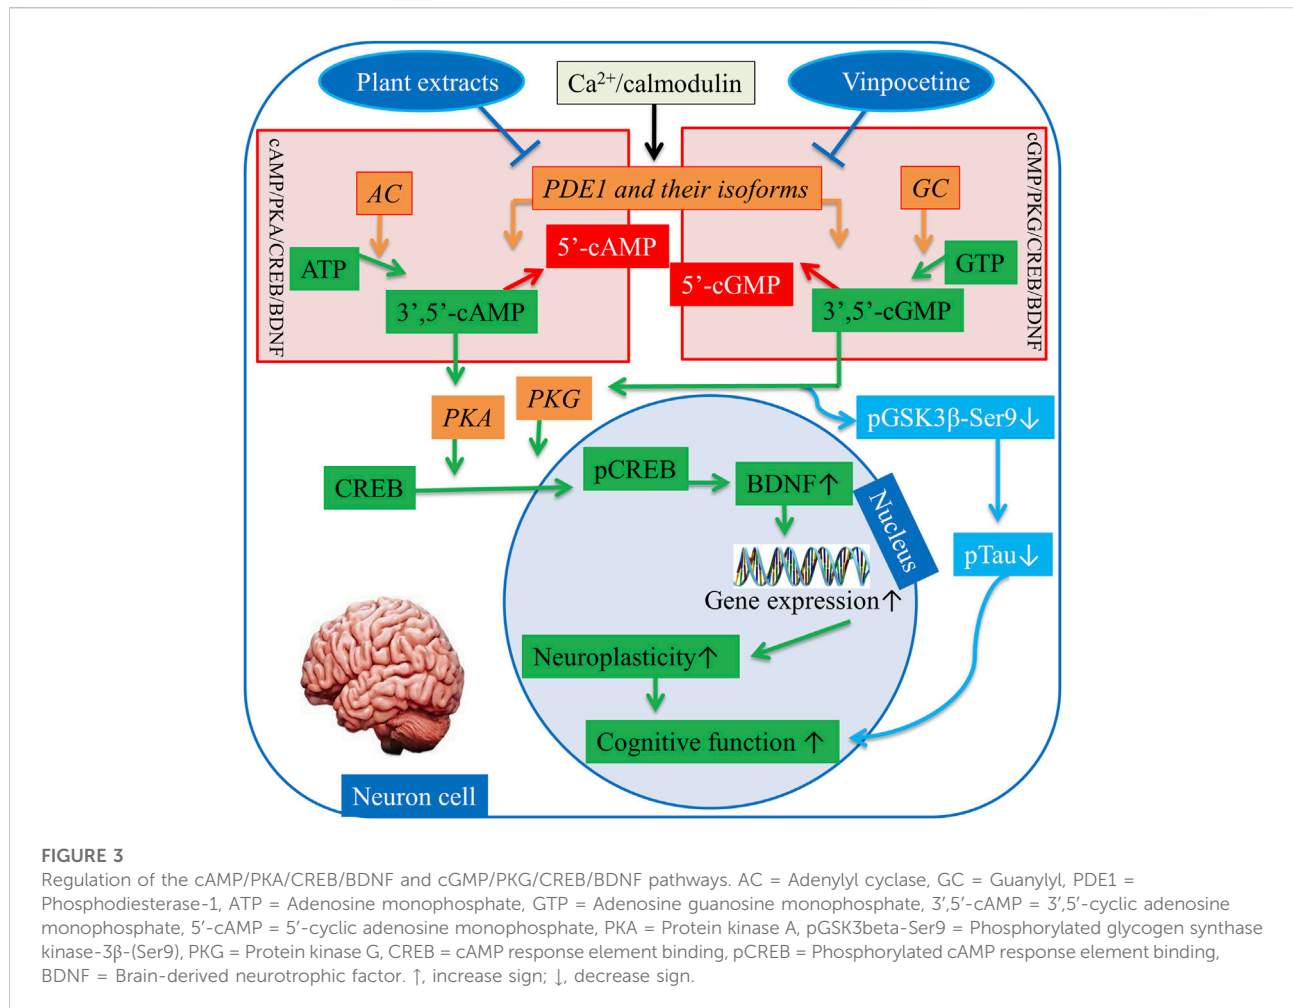 Plant extracts
Ca²⁺/calmodulin
Vinpocetine
cAMP/PKA/CREB/BDNF
cGMP/PKG/CREB/BDNF
AC
PDE1 and their isoforms
GC
ATP
5’-cAMP
GTP
5’-cGMP
3’,5’-cAMP
3’,5’-cGMP
PKA
PKG
pGSK3β-Ser9↓
CREB
pCREB
BDNF↑
Nucleus
pTau↓
Gene expression↑
Neuroplasticity↑
Cognitive function ↑
Neuron cell
FIGURE 3
Regulation of the cAMP/PKA/CREB/BDNF and cGMP/PKG/CREB/BDNF pathways. AC = Adenylyl cyclase, GC = Guanylyl, PDE1 =
Phosphodiesterase-1, ATP = Adenosine monophosphate, GTP = Adenosine guanosine monophosphate, 3′,5′-cAMP = 3′,5′-cyclic adenosine
monophosphate, 5′-cAMP = 5′-cyclic adenosine monophosphate, PKA = Protein kinase A, pGSK3beta-Ser9 = Phosphorylated glycogen synthase
kinase-3β-(Ser9), PKG = Protein kinase G, CREB = cAMP response element binding, pCREB = Phosphorylated cAMP response element binding,
BDNF = Brain-derived neurotrophic factor. ↑, increase sign; ↓, decrease sign.